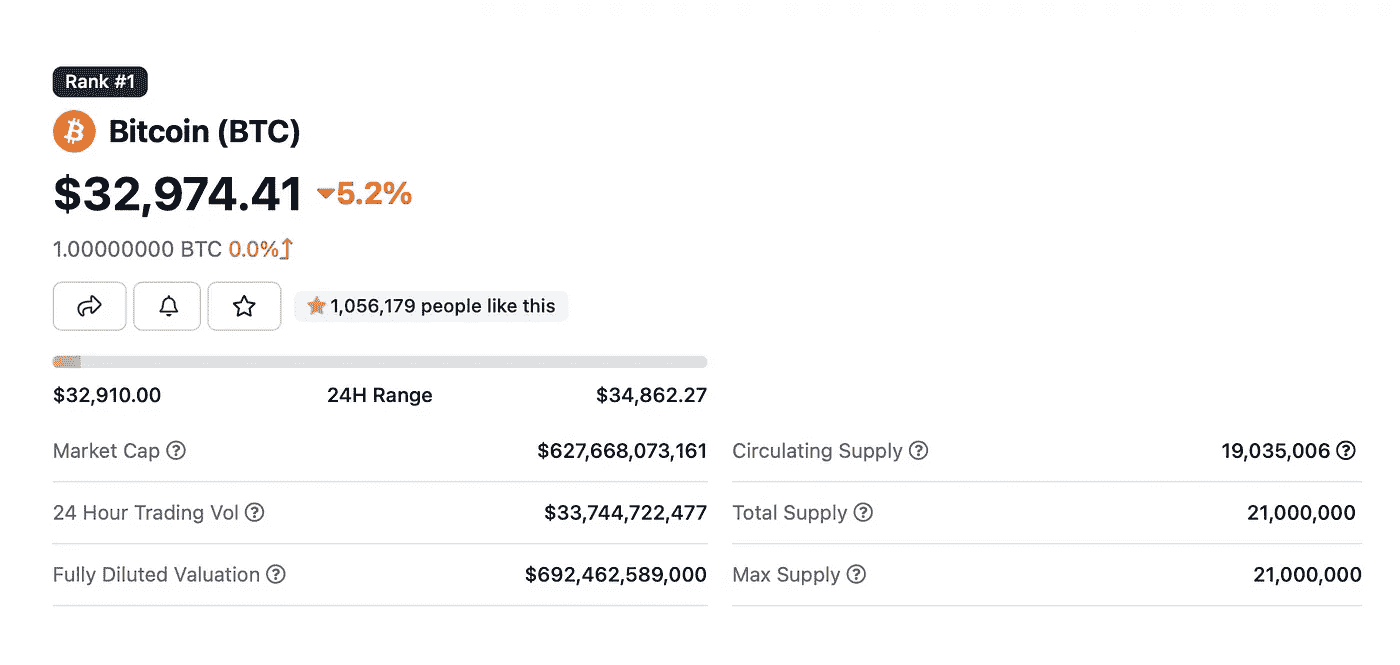 Rank #1
Bitcoin (BTC)
$32,974.41 5.2%
1.00000000 BTC 0.0%
1,056,179 people like this
$32,910.00 24H Range $34,862.27
Market Cap $627,668,073,161
Circulating Supply 19,035,006
24 Hour Trading Vol $33,744,722,477
Total Supply 21,000,000
Fully Diluted Valuation $692,462,589,000
Max Supply 21,000,000